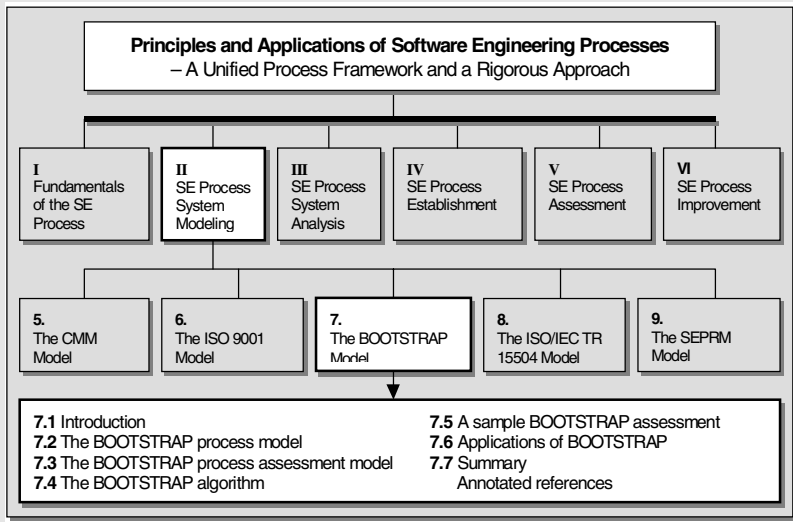 Principles and Applications of Software Engineering Processes
– A Unified Process Framework and a Rigorous Approach
I
Fundamentals
of the SE
Process
II
SE Process
System
Modeling
III
SE Process
System
Analysis
IV
SE Process
Establishment
V
SE Process
Assessment
VI
SE Process
Improvement
5.
The CMM
Model
6.
The ISO 9001
Model
7.
The BOOTSTRAP
Model
8.
The ISO/IEC TR
15504 Model
9.
The SEPRM
Model
7.1 Introduction
7.2 The BOOTSTRAP process model
7.3 The BOOTSTRAP process assessment model
7.4 The BOOTSTRAP algorithm
7.5 A sample BOOTSTRAP assessment
7.6 Applications of BOOTSTRAP
7.7 Summary
Annotated references